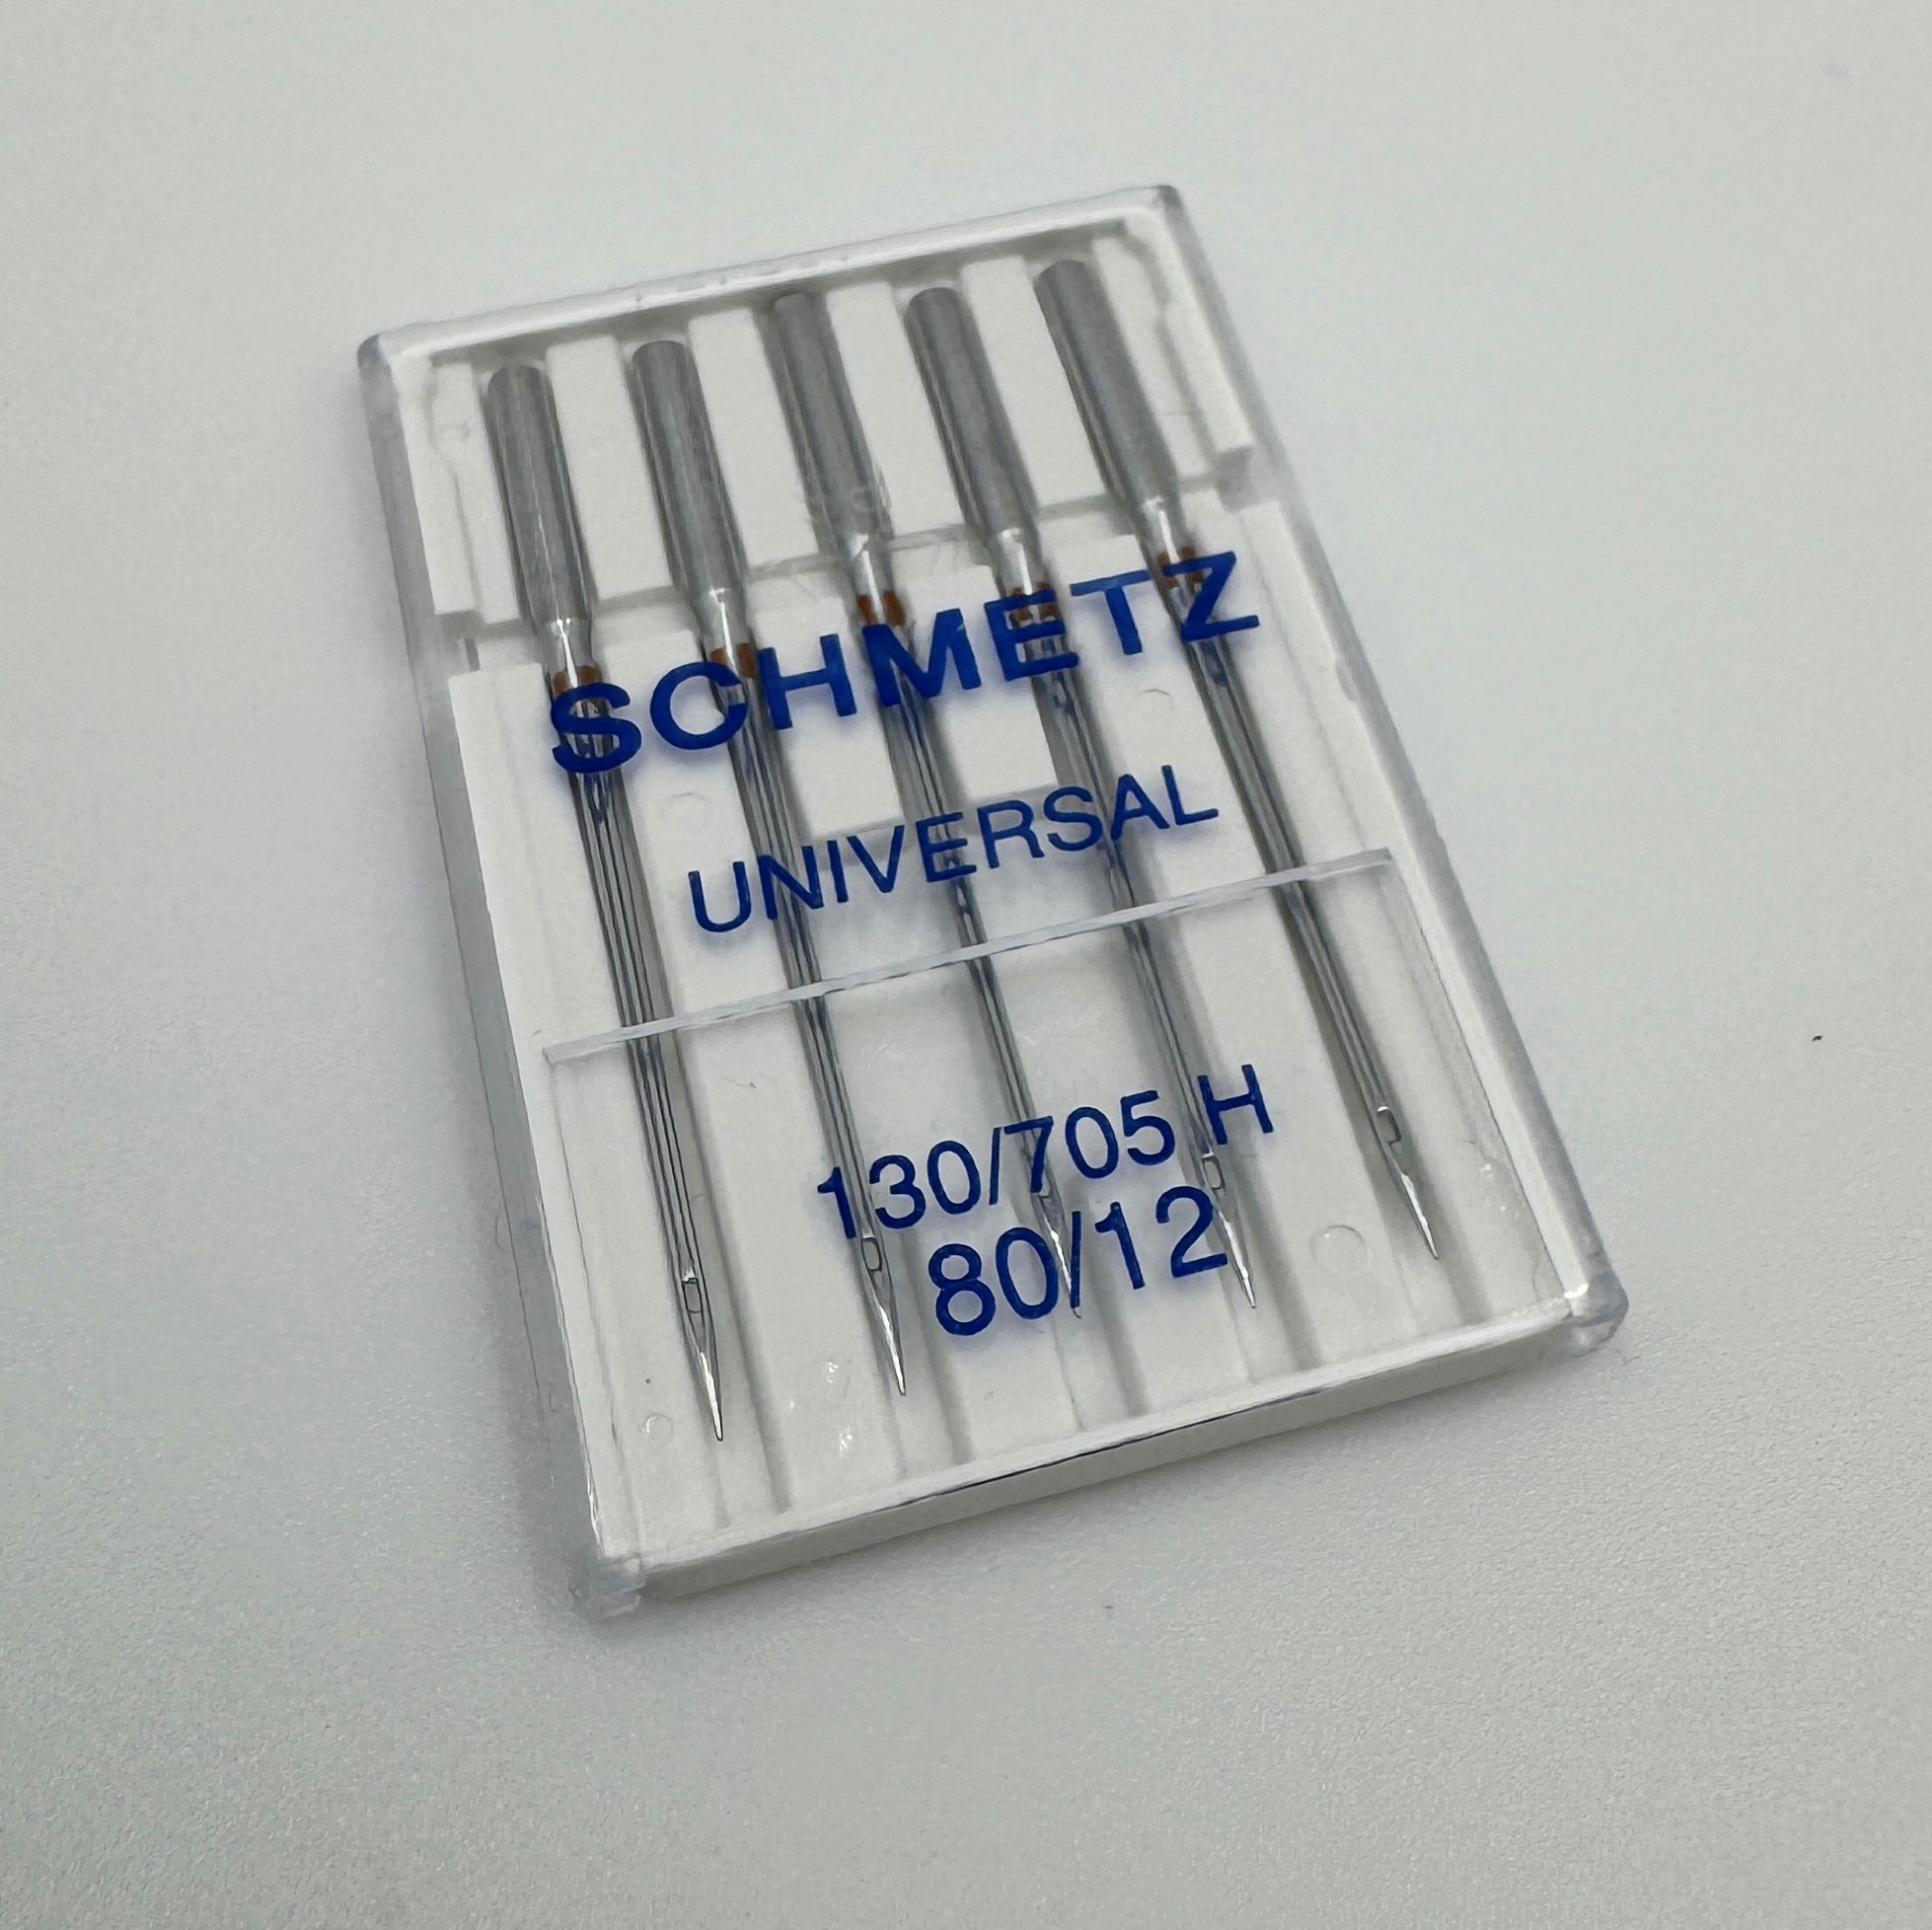 SCHMETZ
UNIVERSAL
130/705 H
80/12